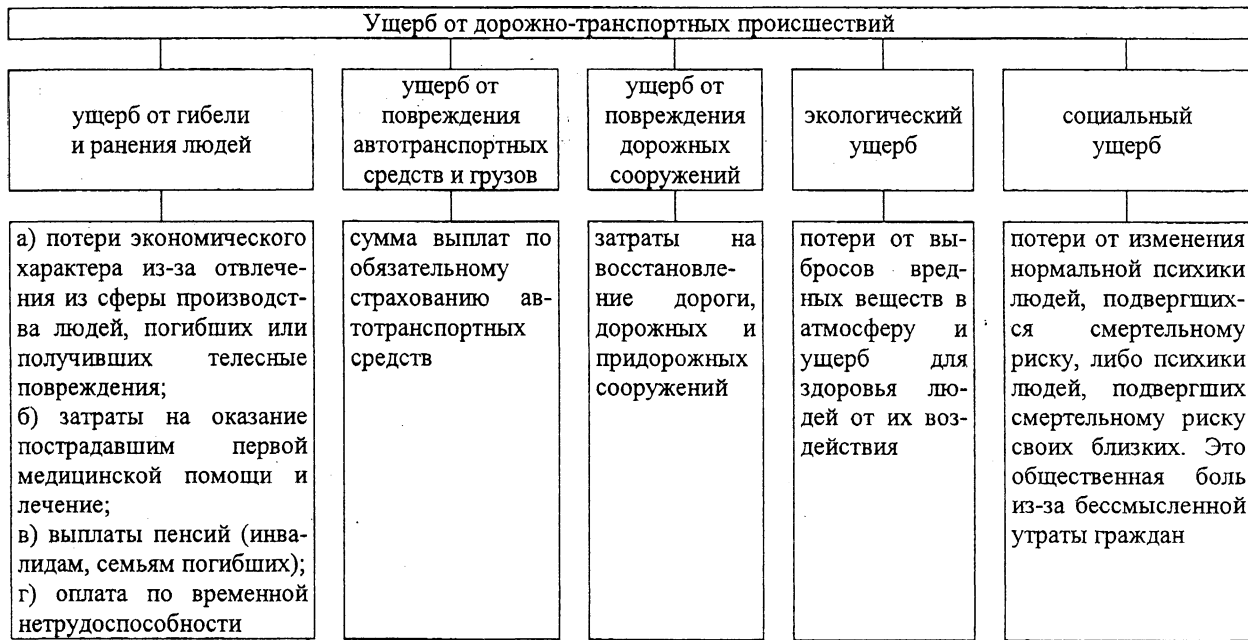 Ущерб от дорожно-транспортных происшествий
ущерб от гибели
и ранения людей
ущерб от
повреждения
автотранспортных
средств и грузов
ущерб от
повреждения
дорожных
сооружений
экологический
ущерб
социальный
ущерб
а) потери экономического
характера из-за отвлече-
ния из сферы производст-
ва людей, погибших или
получивших телесные
повреждения;
б) затраты на оказание
пострадавшим первой
медицинской помощи и
лечение;
в) выплаты пенсий (инва-
лидам, семьям погибших);
г) оплата по временной
нетрудоспособности
сумма выплат по
обязательному
страхованию ав-
тотранспортных
средств
затраты на
восстановле-
ние дороги,
дорожных и
придорожных
сооружений
потери от вы-
бросов вред-
ных веществ в
атмосферу и
ущерб для
здоровья лю-
дей от их воз-
действия
потери от изменения
нормальной психики
людей, подвергших-
ся смертельному
риску, либо психики
людей, подвергших
смертельному риску
своих близких. Это
общественная боль
из-за бессмысленной
утраты граждан